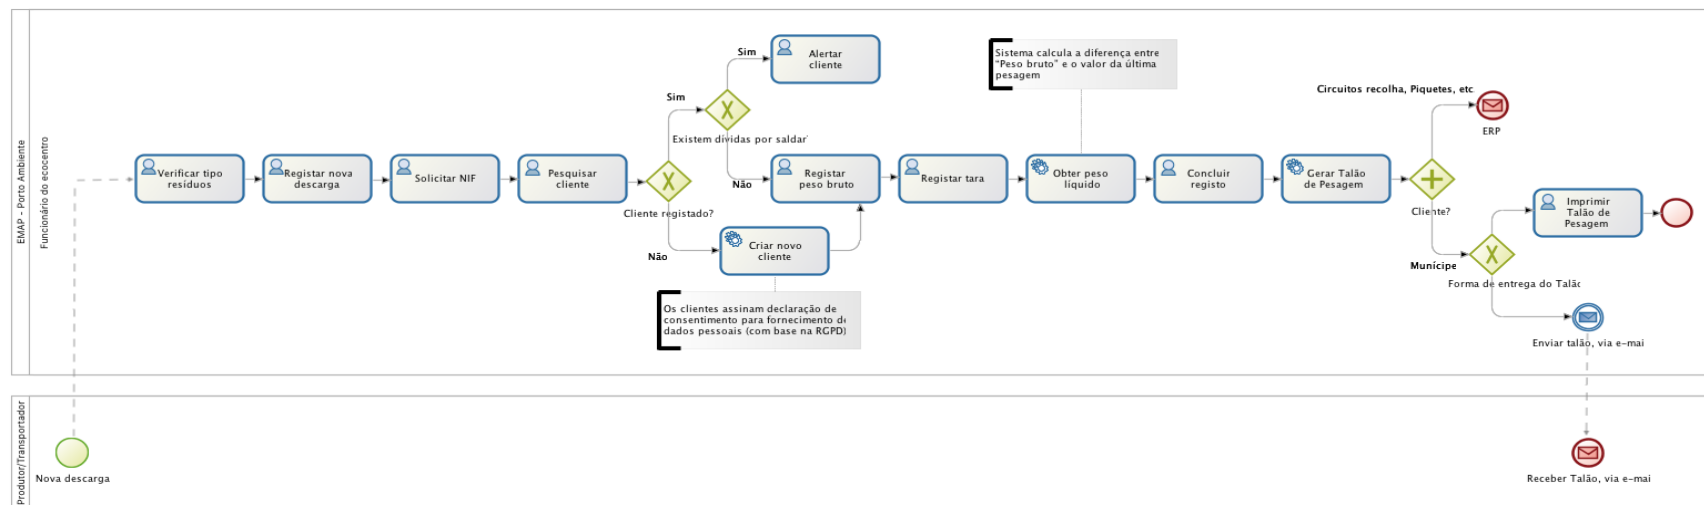 EMAP - Porto Ambiente
Funcionário do ecocentro
Verificar tipo
resíduos
Registar nova
descarga
Solicitar NIF
Pesquisar
cliente
Cliente registado?
Sim
Existem dívidas por saldar
Sim
Alertar
cliente
Não
Registar
peso bruto
Não
Criar novo
cliente
Os clientes assinam declaração de
consentimento para fornecimento de
dados pessoais (com base na RGPD)
Registar tara
Sistema calcula a diferença entre
"Peso bruto" e o valor da última
pesagem
Obter peso
líquido
Concluir
registo
Gerar Talão
de Pesagem
Cliente?
Circuitos recolha, Piquetes, etc
ERP
Munícipe
Forma de entrega do Talão
Imprimir
Talão de
Pesagem
Enviar talão, via e-mai
Produtor/Transportador
Nova descarga
Receber Talão, via e-mai